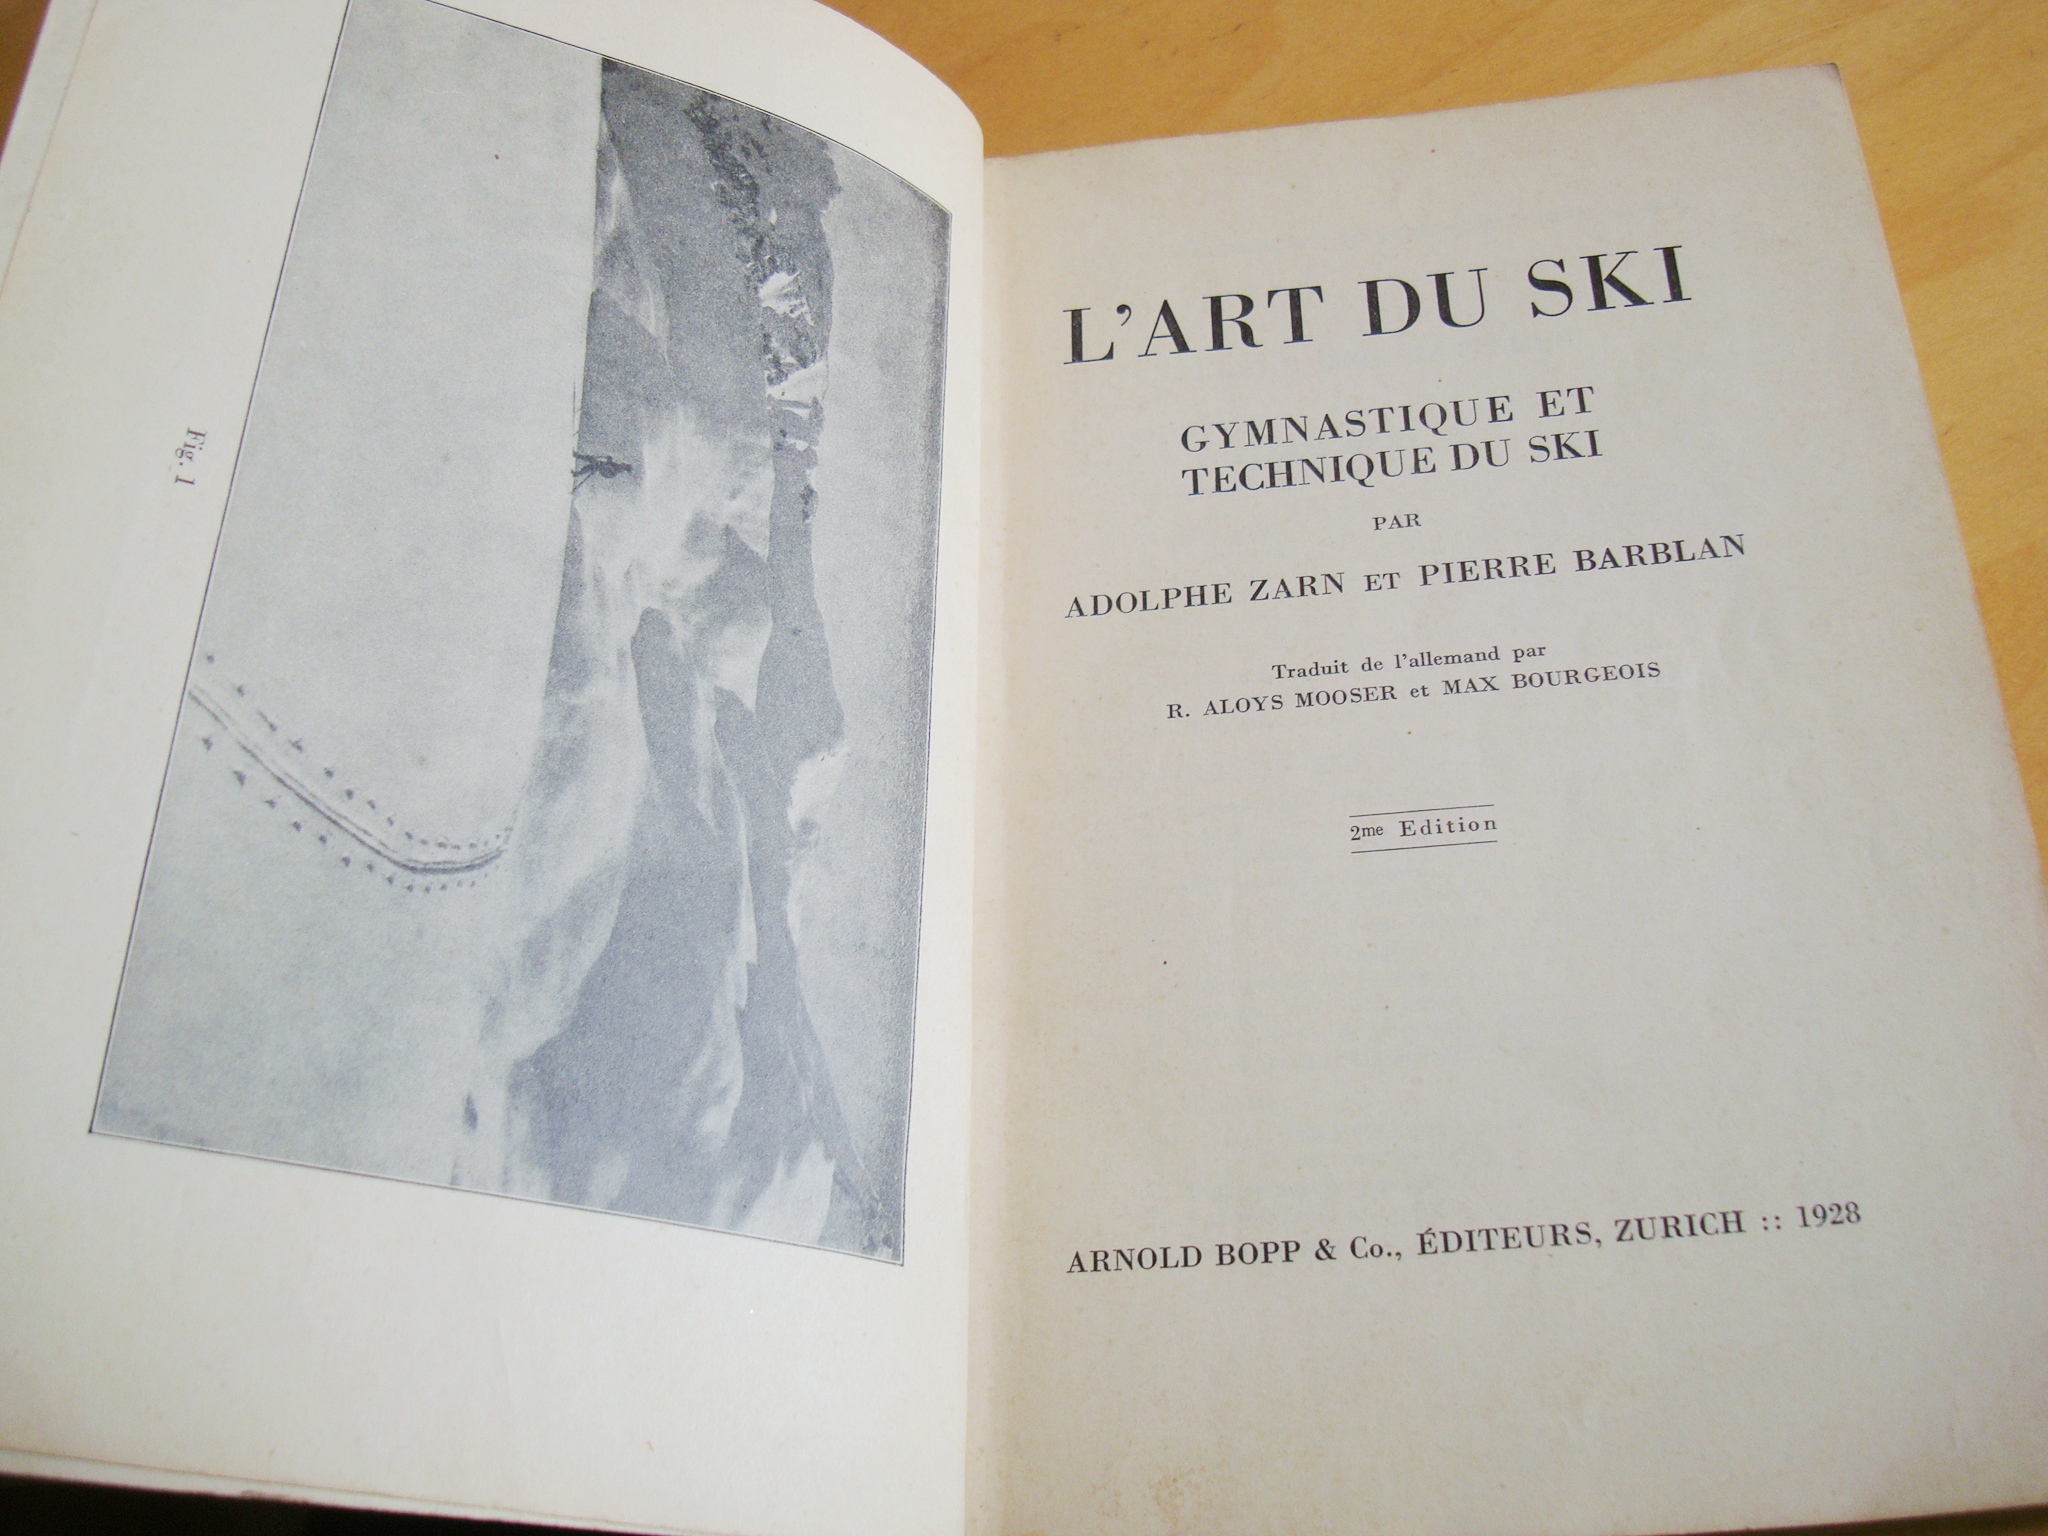 Fig. 1
L'ART DU SKI
GYMNASTIQUE ET
TECHNIQUE DU SKI
PAR
ADOLPHE ZARN ET PIERRE BARBLAN
Traduit de l'allemand par
R. ALOYS MOOSER et MAX BOURGEOIS
2me Edition
ARNOLD BOPP & Co., ÉDITEURS, ZURICH :: 1928